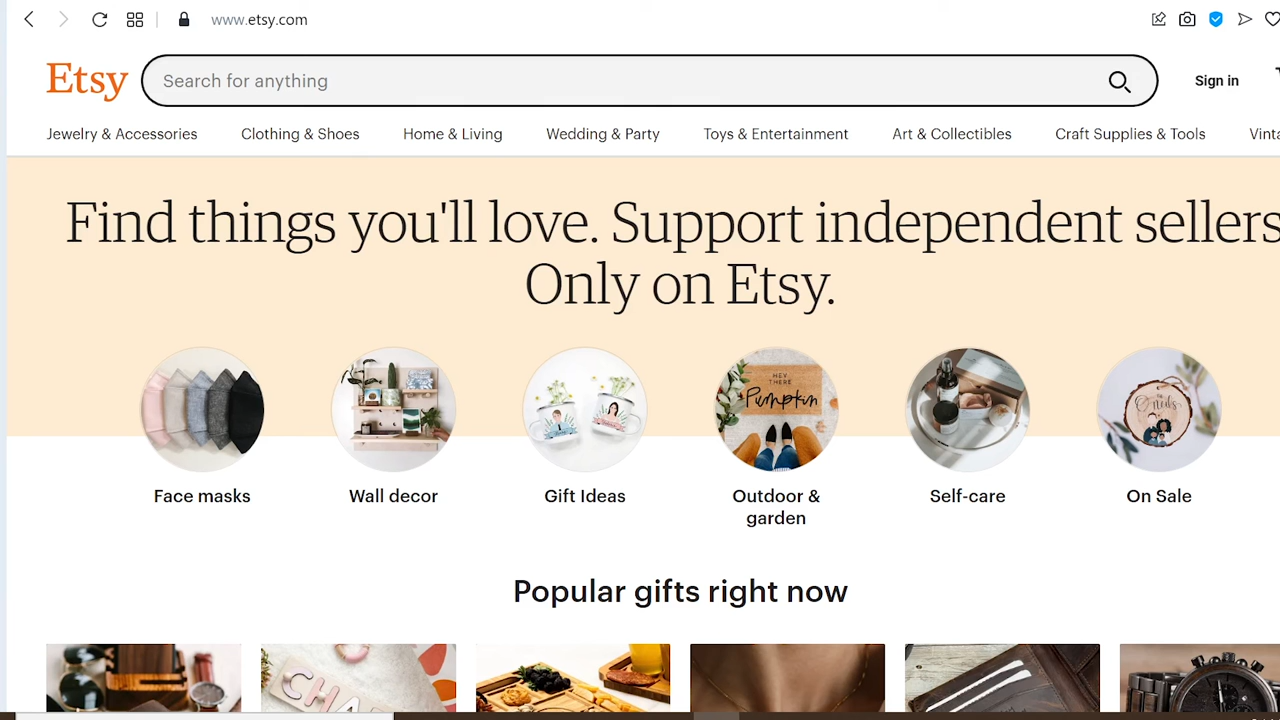 www.etsy.com
Etsy
Search for anything
Sign in
Jewelry & Accessories
Clothing & Shoes
Home & Living
Wedding & Party
Toys & Entertainment
Art & Collectibles
Craft Supplies & Tools
Find things you'll love. Support independent sellers
Only on Etsy.
HEY
THERE
Pumpkin
Face masks
Wall decor
Gift Ideas
Outdoor &
garden
Self-care
On Sale
Popular gifts right now